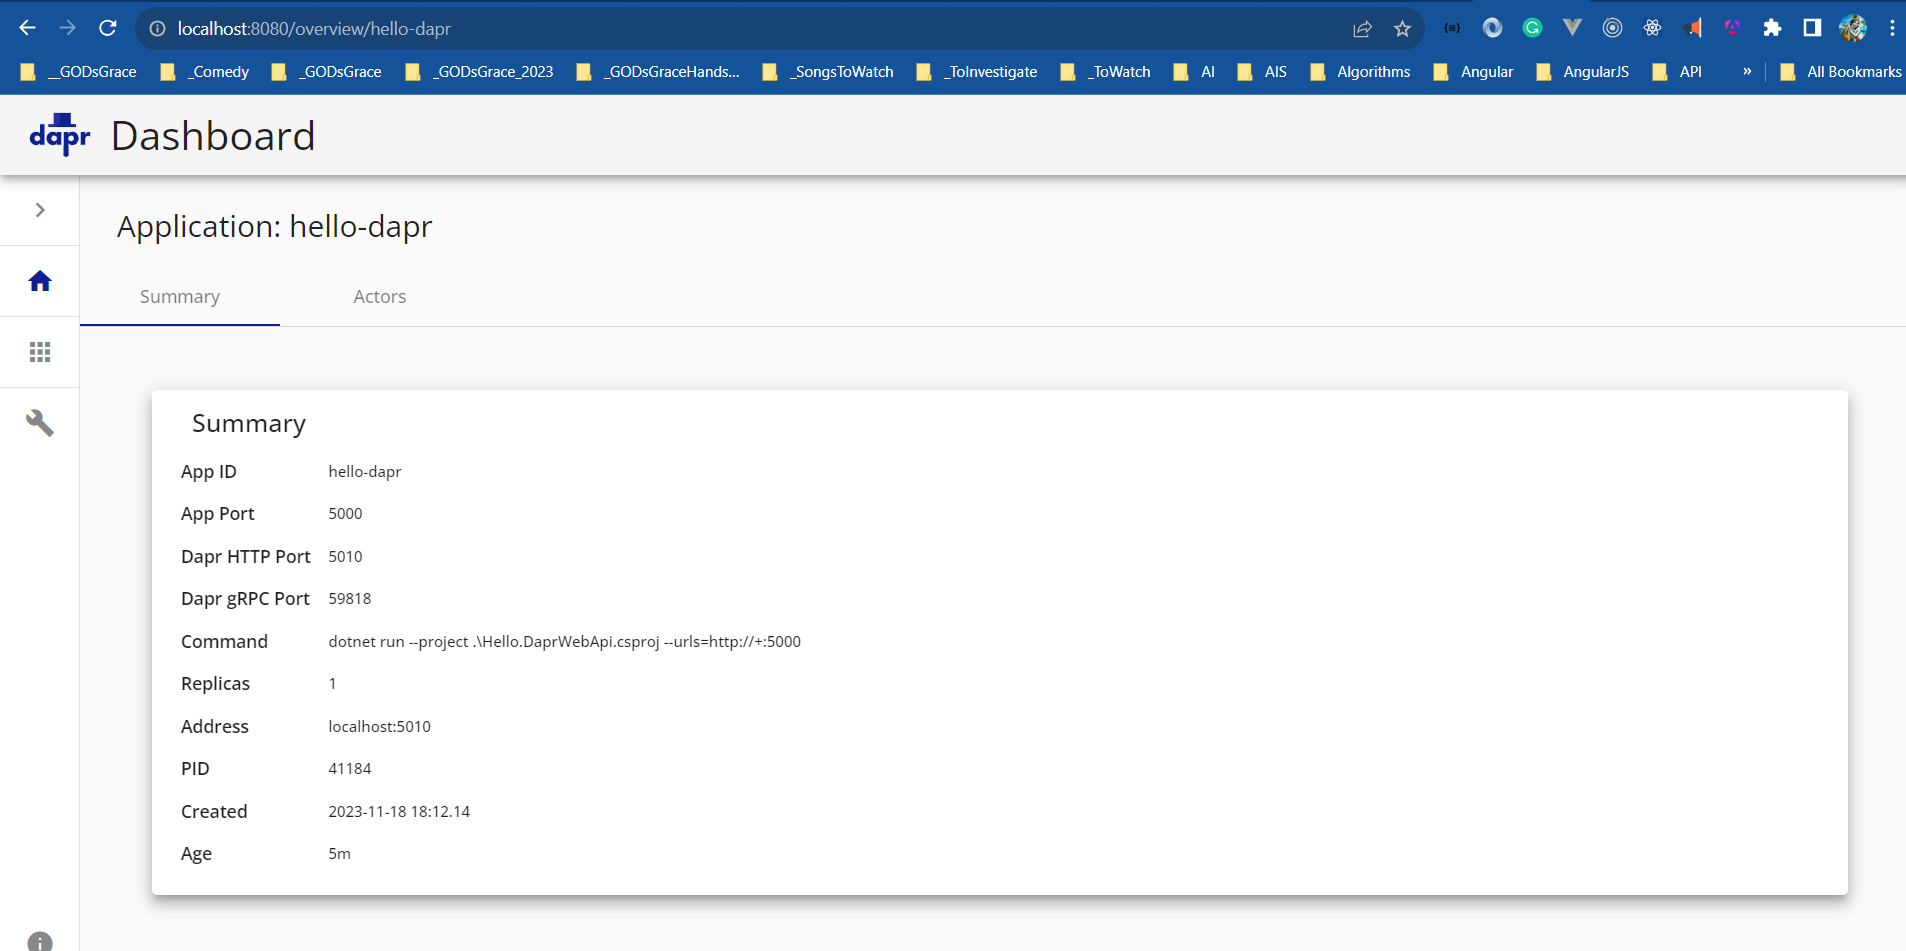 localhost:8080/overview/hello-dapr
__GODsGrace _Comedy _GODsGrace _GODsGrace_2023 _GODsGraceHands... _SongsToWatch _ToInvestigate _ToWatch AI AIS Algorithms Angular AngularJS API » All Bookmarks
dapr Dashboard
Application: hello-dapr
Summary Actors
Summary
App ID hello-dapr
App Port 5000
Dapr HTTP Port 5010
Dapr gRPC Port 59818
Command dotnet run --project .\Hello.DaprWebApi.csproj --urls=http://+:5000
Replicas 1
Address localhost:5010
PID 41184
Created 2023-11-18 18:12.14
Age 5m